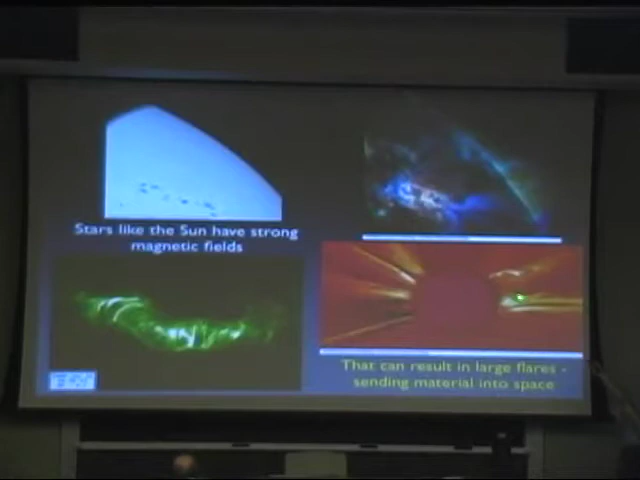 Stars like the Sun have strong
magnetic fields
That can result in large flares -
sending material into space